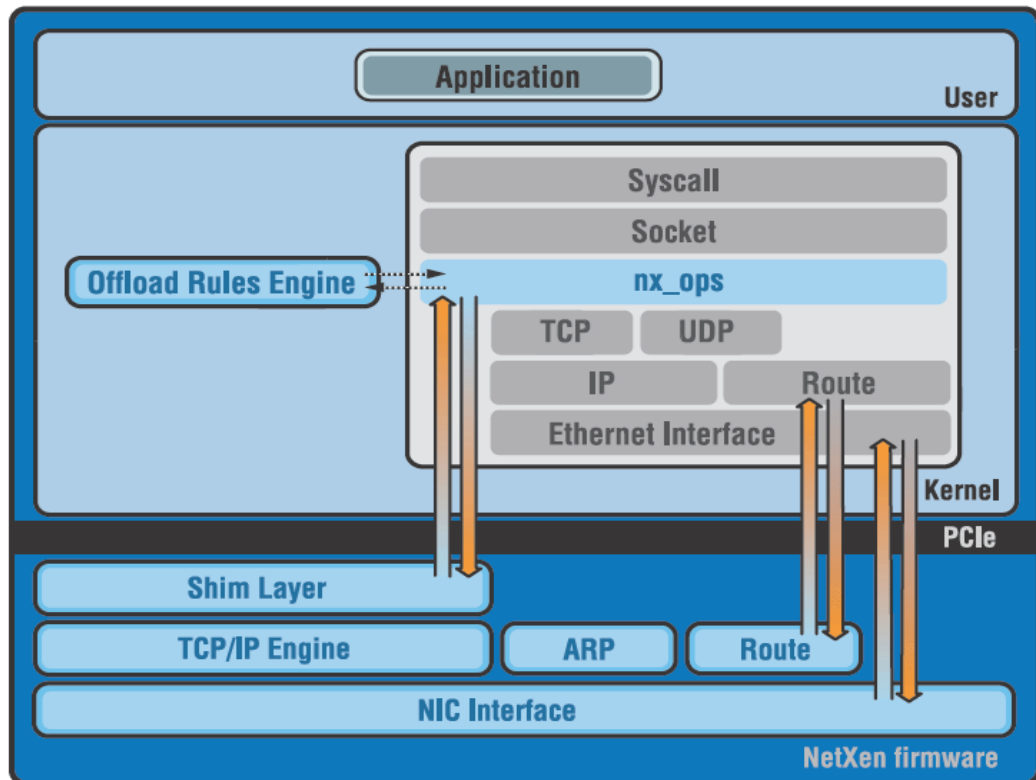 Application
User
Syscall
Socket
Offload Rules Engine
nx_ops
TCP
UDP
IP
Route
Ethernet Interface
Kernel
PCIe
Shim Layer
TCP/IP Engine
ARP
Route
NIC Interface
NetXen firmware